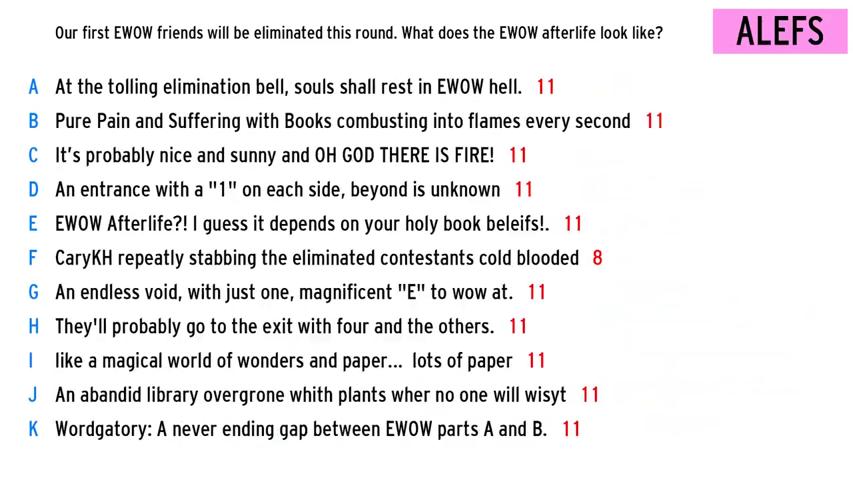 Our first EWOW friends will be eliminated this round. What does the EWOW afterlife look like?
ALEFS
A At the tolling elimination bell, souls shall rest in EWOW hell. 11
B Pure Pain and Suffering with Books combusting into flames every second 11
C It's probably nice and sunny and OH GOD THERE IS FIRE! 11
D An entrance with a "1" on each side, beyond is unknown 11
E EWOW Afterlife?! I guess it depends on your holy book beleifs!. 11
F CaryKH repeatly stabbing the eliminated contestants cold blooded 8
G An endless void, with just one, magnificent "E" to wow at. 11
H They'll probably go to the exit with four and the others. 11
I like a magical world of wonders and paper... lots of paper 11
J An abandid library overgrone whith plants wher no one will wisyt 11
K Wordgatory: A never ending gap between EWOW parts A and B. 11